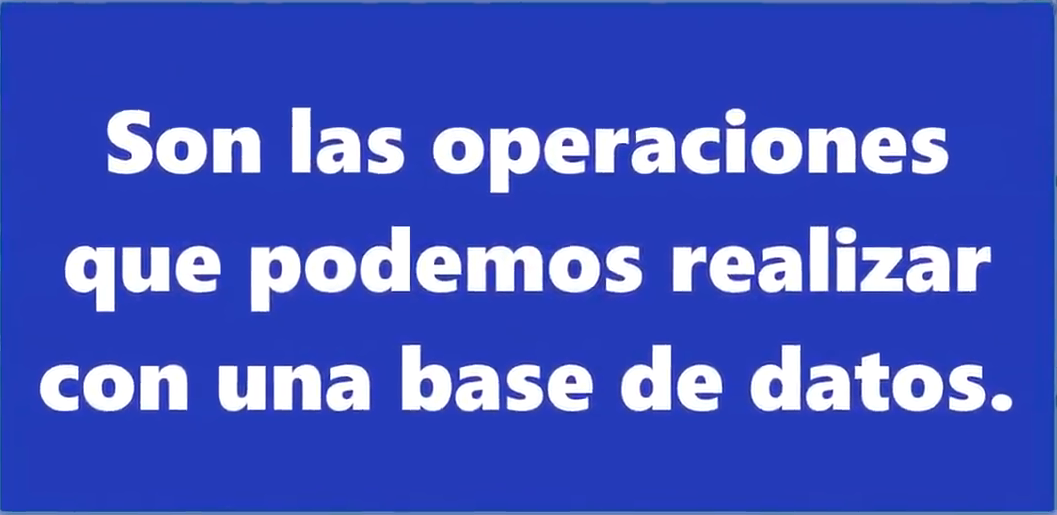 Son las operaciones
que podemos realizar
con una base de datos.